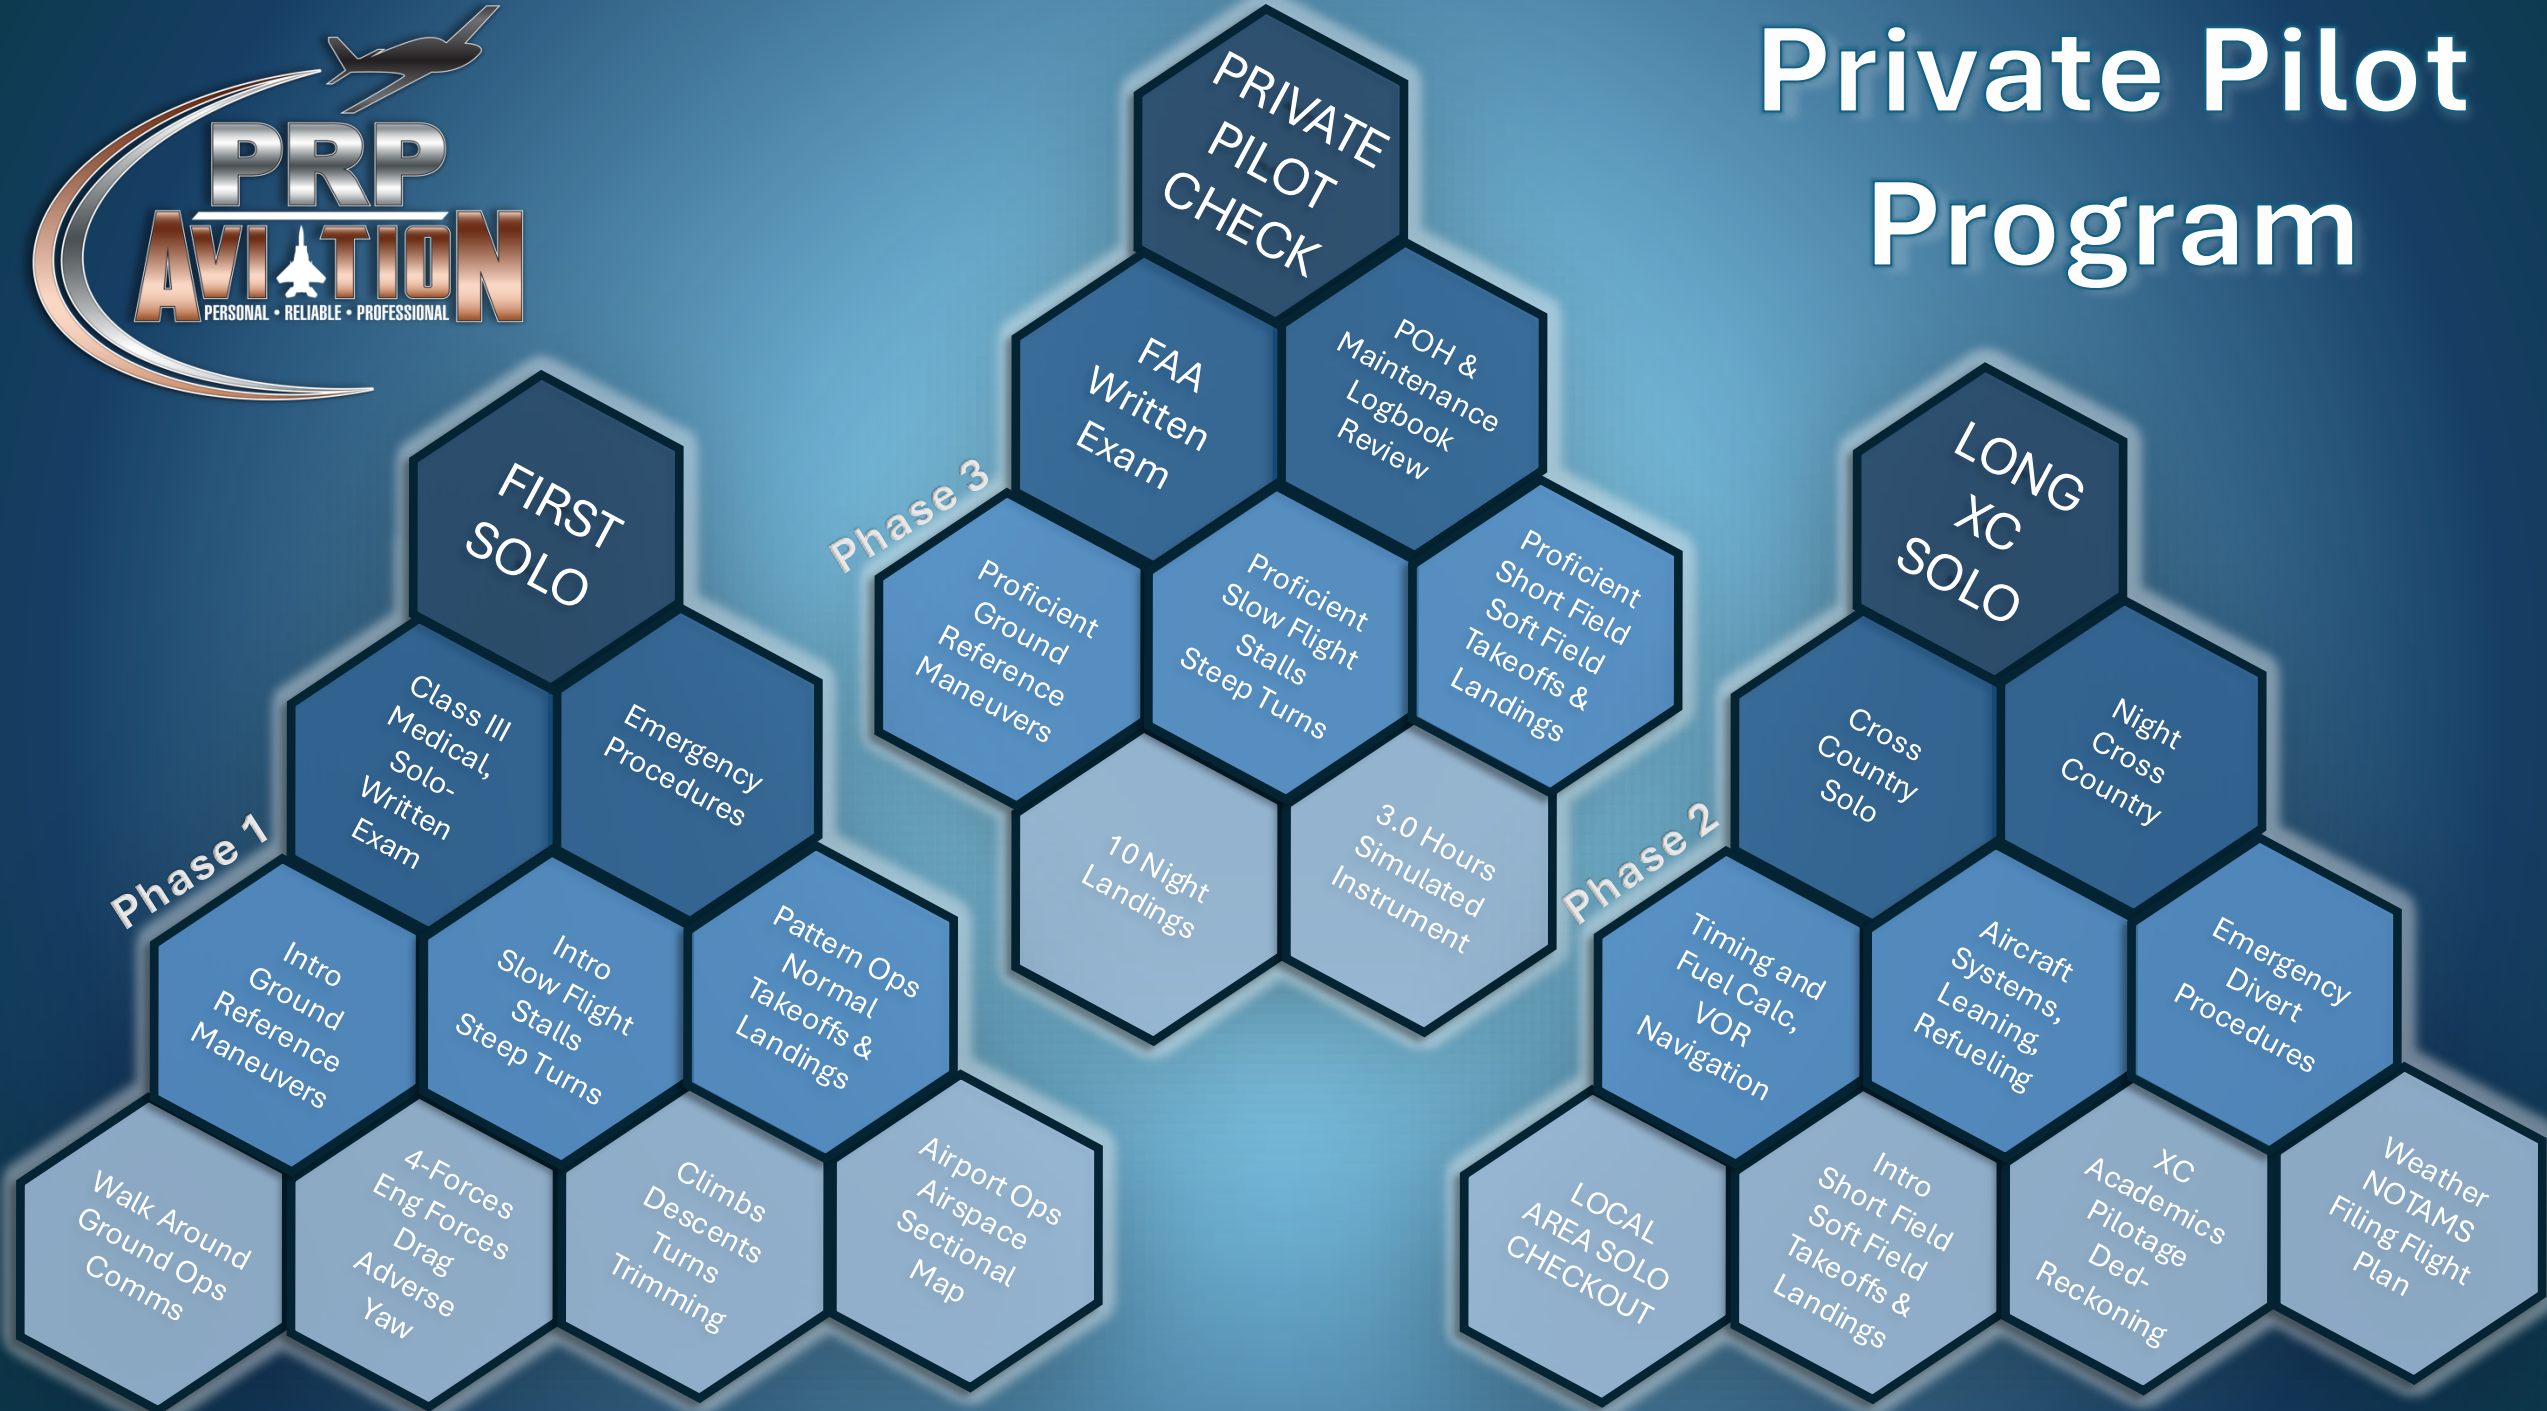 PRP
AVIATION
PERSONAL • RELIABLE • PROFESSIONAL
Private Pilot
Program
Phase 1
FIRST
SOLO
Class III
Medical,
Solo-
Written
Exam
Emergency
Procedures
Intro
Ground
Reference
Maneuvers
Intro
Slow Flight
Stalls
Steep Turns
Pattern Ops
Normal
Takeoffs &
Landings
Walk Around
Ground Ops
Comms
4-Forces
Eng Forces
Drag
Adverse
Yaw
Climbs
Descents
Turns
Trimming
Airport Ops
Airspace
Sectional
Map
Phase 3
PRIVATE
PILOT
CHECK
FAA
Written
Exam
POH &
Maintenance
Logbook
Review
Proficient
Ground
Reference
Maneuvers
Proficient
Slow Flight
Stalls
Steep Turns
Proficient
Short Field
Soft Field
Takeoffs &
Landings
10 Night
Landings
3.0 Hours
Simulated
Instrument
Phase 2
LONG
XC
SOLO
Cross
Country
Solo
Night
Cross
Country
Timing and
Fuel Calc,
VOR
Navigation
Aircraft
Systems,
Leaning,
Refueling
Emergency
Divert
Procedures
LOCAL
AREA SOLO
CHECKOUT
Intro
Short Field
Soft Field
Takeoffs &
Landings
XC
Academics
Pilotage
Ded-
Reckoning
Weather
NOTAMS
Filing Flight
Plan